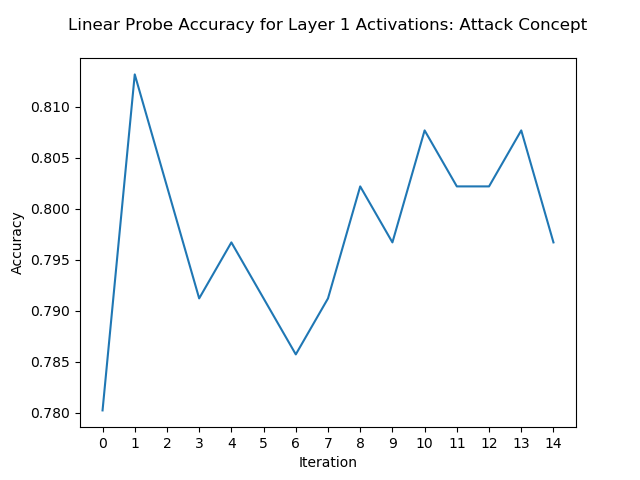 Linear Probe Accuracy for Layer 1 Activations: Attack Concept
0.810
0.805
0.800
0.795
0.790
0.785
0.780
Accuracy
0 1 2 3 4 5 6 7 8 9 10 11 12 13 14
Iteration